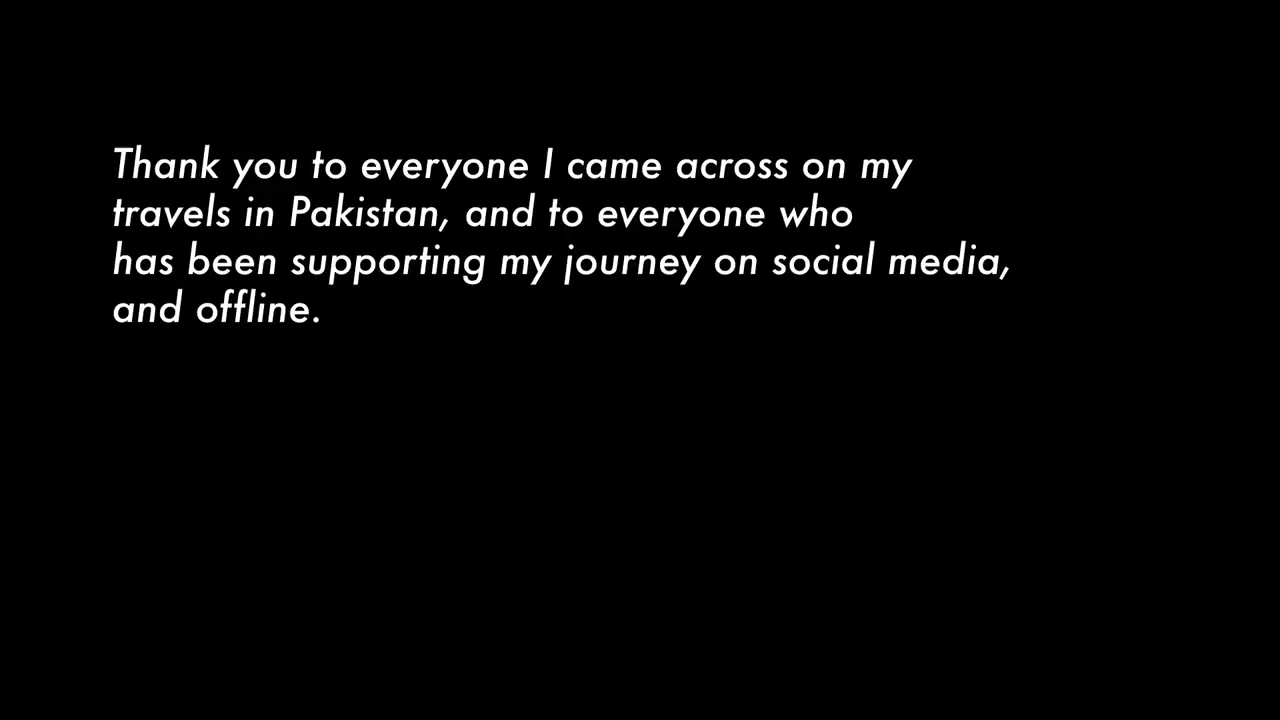 Thank you to everyone I came across on my
travels in Pakistan, and to everyone who
has been supporting my journey on social media,
and offline.